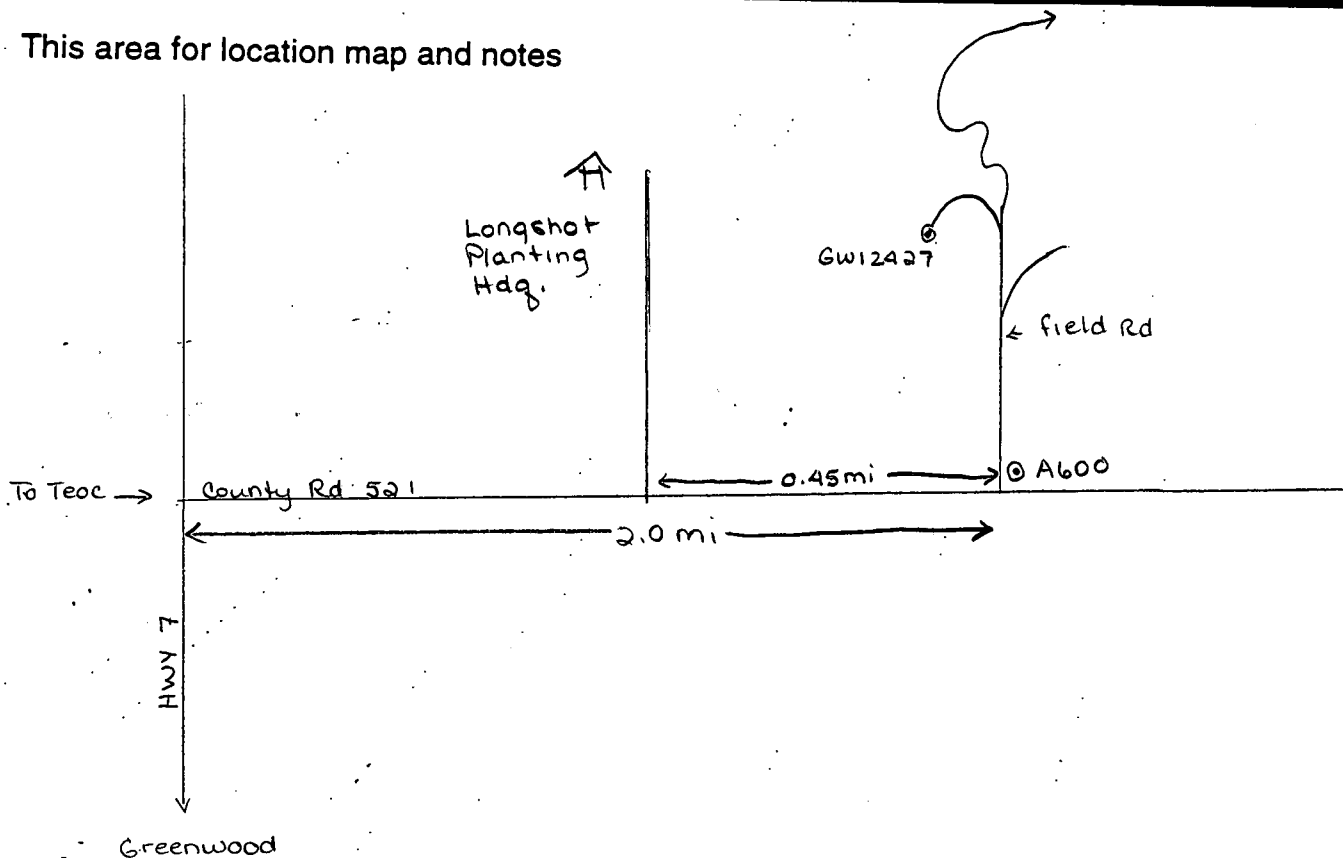 This area for location map and notes
Longshot
Planting
Hdq.
GW12427
← field Rd
To Teoc →
County Rd. 521
0.45mi
A600
2.0 mi
HWY 7
Greenwood